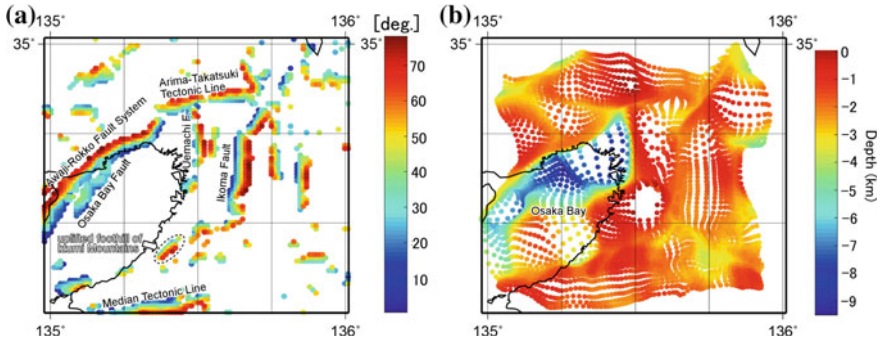 (a)
[deg.]
135°
136°
35°
Arima-Takatsuki
Tectonic Line
Awaji-Rokko Fault System
Osaka Bay Fault
Uemachi F.
Ikoma Fault
uplifted foothill of
Izumi Mountains
Median Tectonic Line
135°
136°
70
60
50
40
30
20
10
(b)
135°
136°
35°
35°
Osaka Bay
135°
136°
0
-1
-2
-3
-4
-5
-6
-7
-8
-9
Depth (km)